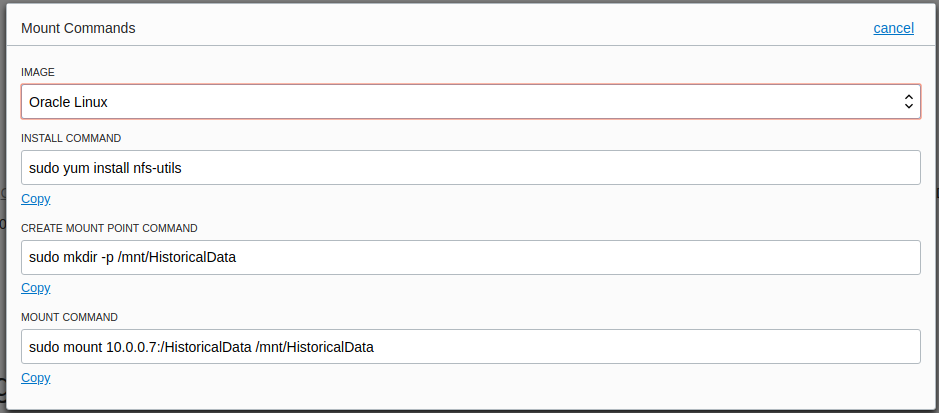 Mount Commands
cancel
IMAGE
Oracle Linux
INSTALL COMMAND
sudo yum install nfs-utils
Copy
CREATE MOUNT POINT COMMAND
sudo mkdir -p /mnt/HistoricalData
Copy
MOUNT COMMAND
sudo mount 10.0.0.7:/HistoricalData /mnt/HistoricalData
Copy